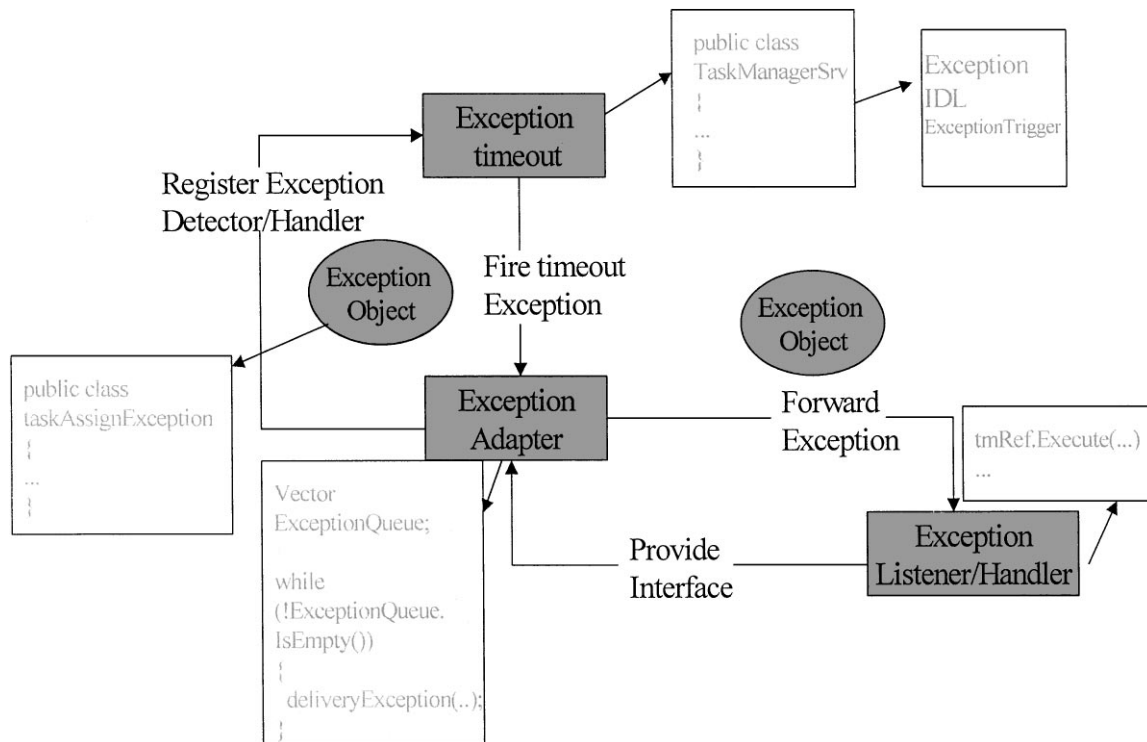 public class
TaskManagerSrv
{
...
}
Exception
IDL
ExceptionTrigger
Exception
timeout
Register Exception
Detector/Handler
Exception
Object
Fire timeout
Exception
Exception
Object
public class
taskAssignException
{
...
}
Exception
Adapter
Forward
Exception
tmRef.Execute(...)
...
Vector
ExceptionQueue;
while
(!ExceptionQueue.
IsEmpty())
{
deliveryException(..);
}
Provide
Interface
Exception
Listener/Handler